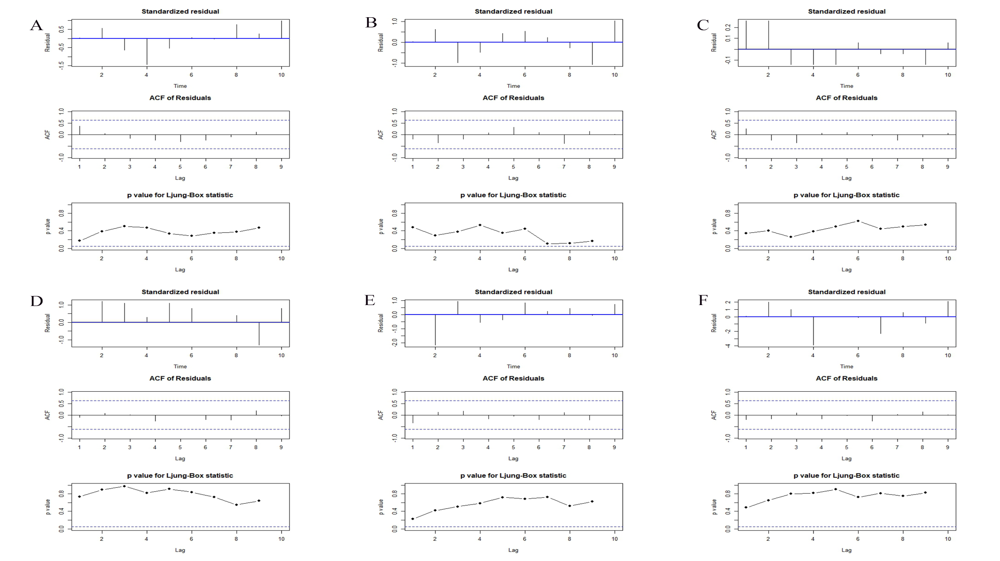 A
Standardized residual
Residual
0.5
-0.5
-1.5
2 4 6 8 10
Time
ACF of Residuals
ACF
1.0
0.5
0.0
-1.0
1 2 3 4 5 6 7 8 9
Lag
p value for Ljung-Box statistic
p value
0.8
0.4
0.0
2 4 6 8 10
Lag
B
Standardized residual
Residual
1.0
0.0
-1.0
2 4 6 8 10
Time
ACF of Residuals
ACF
1.0
0.5
0.0
-1.0
1 2 3 4 5 6 7 8 9
Lag
p value for Ljung-Box statistic
p value
0.8
0.4
0.0
2 4 6 8 10
Lag
C
Standardized residual
Residual
0.2
0.1
-0.1
2 4 6 8 10
Time
ACF of Residuals
ACF
1.0
0.5
0.0
-1.0
1 2 3 4 5 6 7 8 9
Lag
p value for Ljung-Box statistic
p value
0.8
0.4
0.0
2 4 6 8 10
Lag
D
Standardized residual
Residual
1.0
0.0
-1.0
2 4 6 8 10
Time
ACF of Residuals
ACF
1.0
0.5
0.0
-1.0
1 2 3 4 5 6 7 8 9
Lag
p value for Ljung-Box statistic
p value
0.8
0.4
0.0
2 4 6 8 10
Lag
E
Standardized residual
Residual
1.0
0.0
-1.0
-2.0
2 4 6 8 10
Time
ACF of Residuals
ACF
1.0
0.5
0.0
-1.0
1 2 3 4 5 6 7 8 9
Lag
p value for Ljung-Box statistic
p value
0.8
0.4
0.0
2 4 6 8 10
Lag
F
Standardized residual
Residual
2
1
0
-2
-4
2 4 6 8 10
Time
ACF of Residuals
ACF
1.0
0.5
0.0
-1.0
1 2 3 4 5 6 7 8 9
Lag
p value for Ljung-Box statistic
p value
0.8
0.4
0.0
2 4 6 8 10
Lag